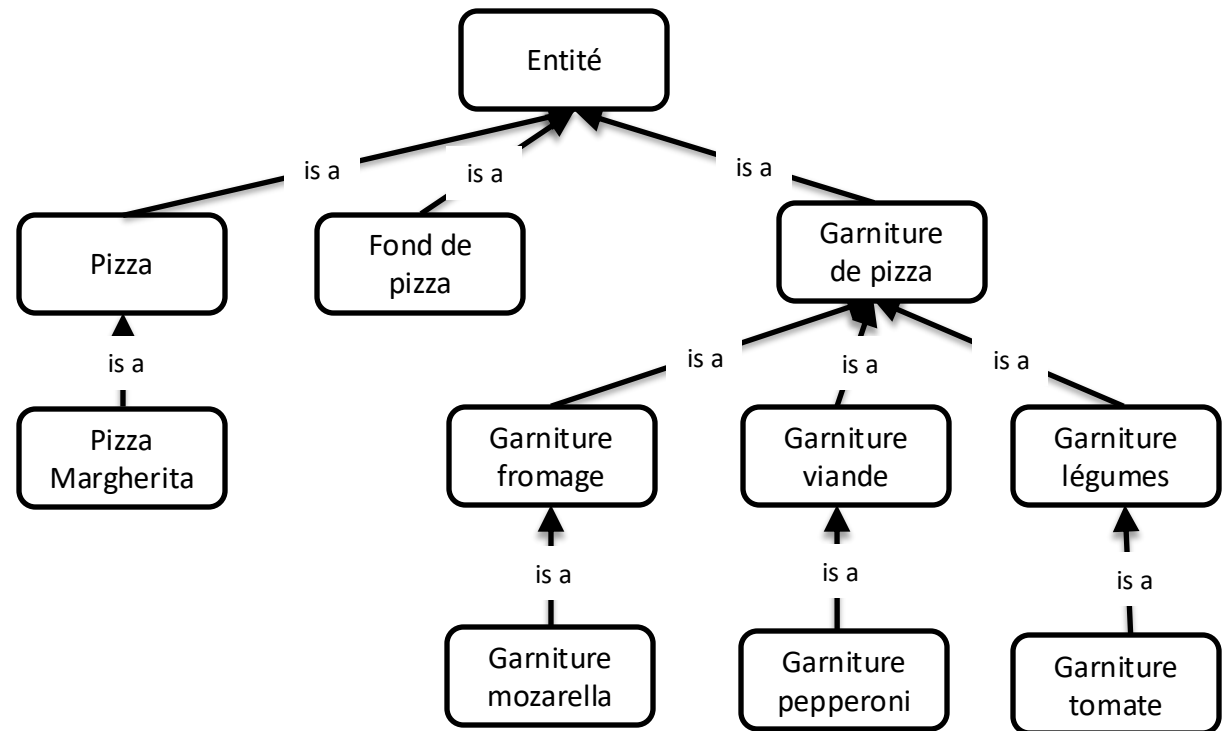 Entité
is a
is a
is a
Pizza
Fond de
pizza
Garniture
de pizza
is a
is a
is a
is a
Pizza
Margherita
Garniture
fromage
Garniture
viande
Garniture
légumes
is a
is a
is a
Garniture
mozarella
Garniture
pepperoni
Garniture
tomate